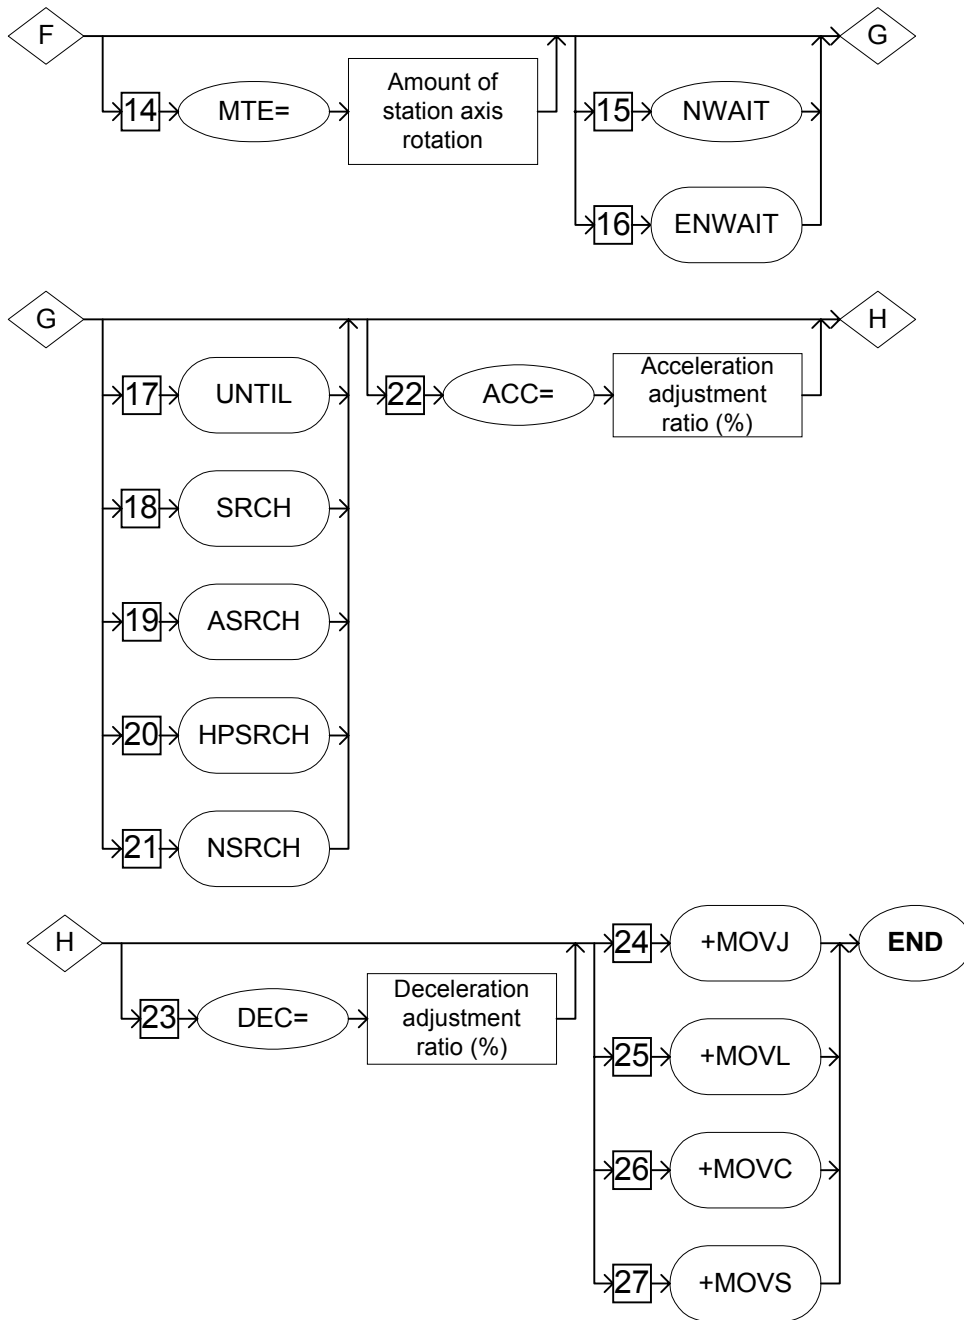 F
G
14
MTE=
Amount of
station axis
rotation
15
NWAIT
16
ENWAIT
G
H
17
UNTIL
22
ACC=
Acceleration
adjustment
ratio (%)
18
SRCH
19
ASRCH
20
HPSRCH
21
NSRCH
H
24
+MOVJ
END
23
DEC=
Deceleration
adjustment
ratio (%)
25
+MOVL
26
+MOVC
27
+MOVS